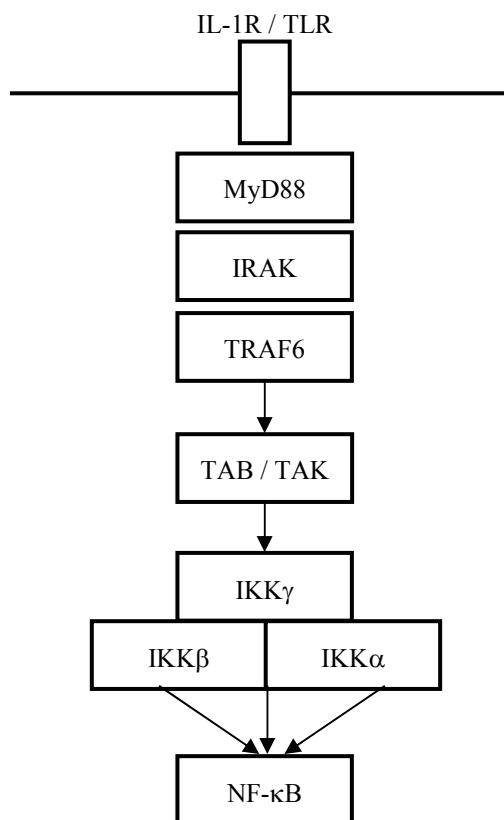 IL-1R / TLR
MyD88
IRAK
TRAF6
TAB / TAK
IKKγ
IKKβ IKKα
NF-κB